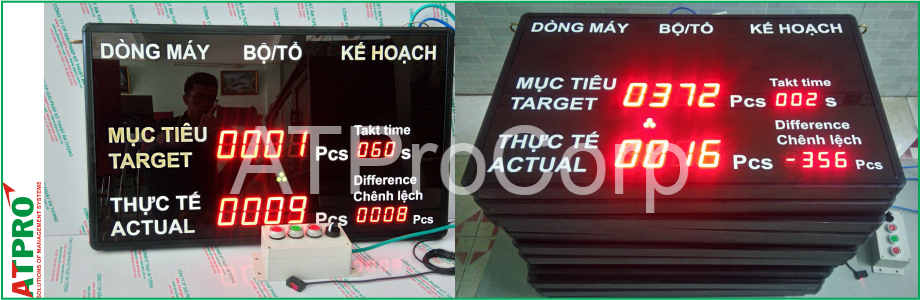 ATPRO
SOLUTIONS OF MANAGEMENT SYSTEMS
DÒNG MÁY BỘ/TỔ KẾ HOẠCH
MỤC TIÊU
TARGET
0001 Pcs
Takt time
060 s
THỰC TẾ
ACTUAL
0009 Pcs
Difference
Chênh lệch
0008 Pcs
DÒNG MÁY BỘ/TỔ KẾ HOẠCH
MỤC TIÊU
TARGET
0372 Pcs
Takt time
002 s
THỰC TẾ
ACTUAL
0016 Pcs
Difference
Chênh lệch
-356 Pcs
ATProCorp